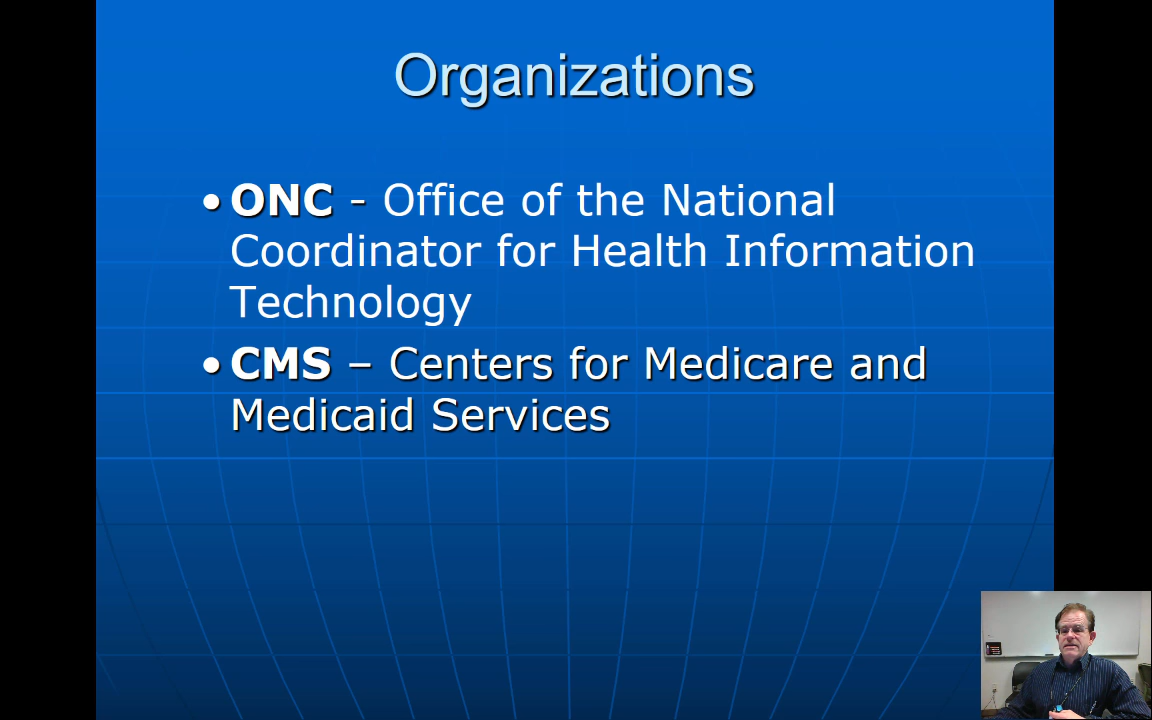 Organizations
• ONC - Office of the National
Coordinator for Health Information
Technology
• CMS – Centers for Medicare and
Medicaid Services